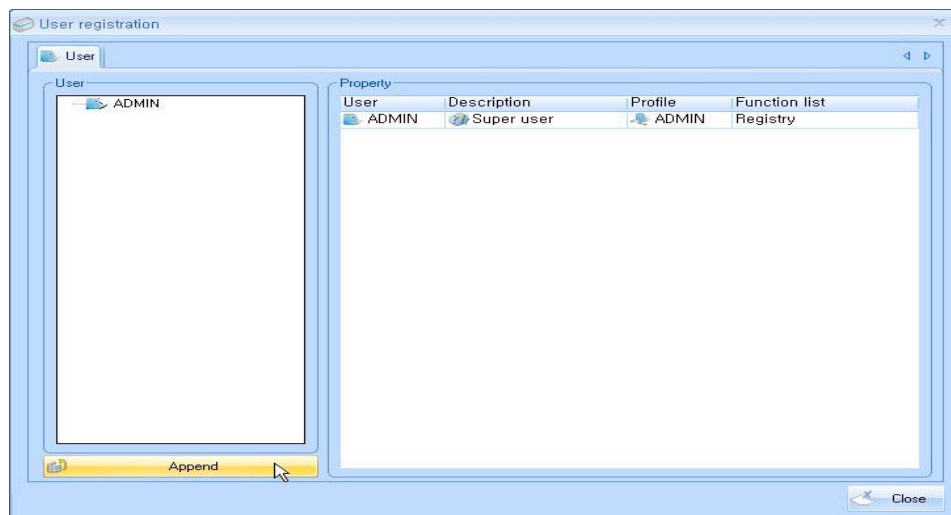 User registration
User
User
ADMIN
Append
Property
User Description Profile Function list
ADMIN Super user ADMIN Registry
Close